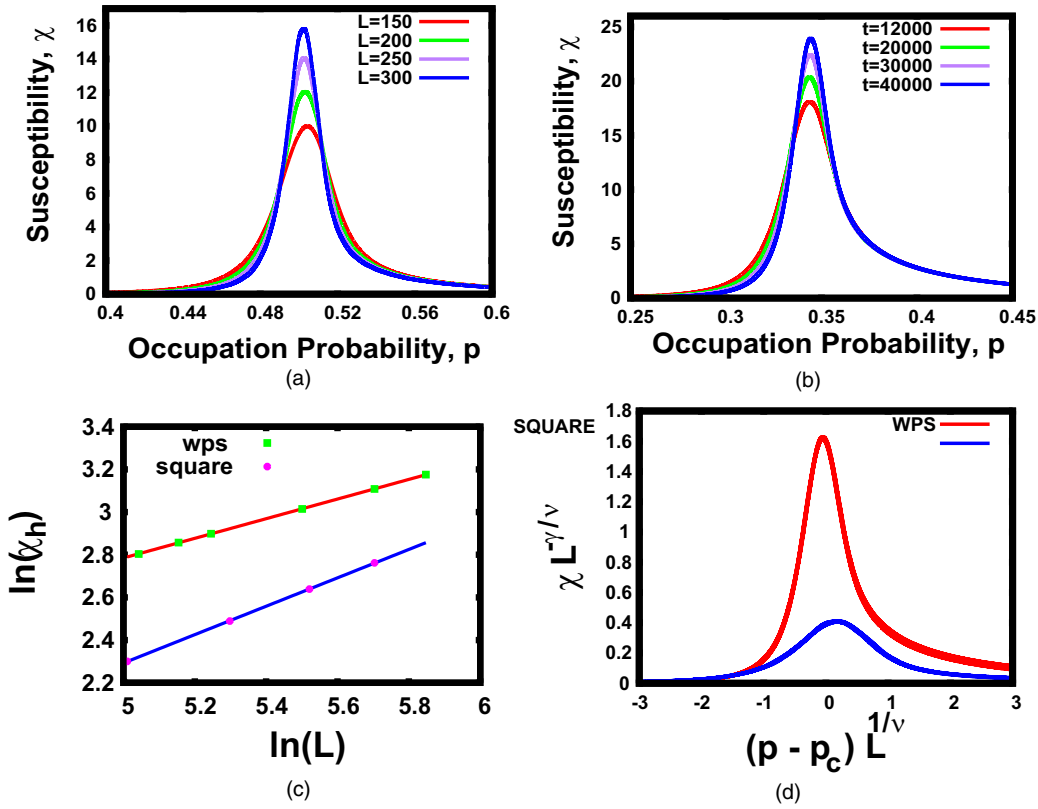 Susceptibility, χ
16
14
12
10
8
6
4
2
0
L=150
L=200
L=250
L=300
0.4 0.44 0.48 0.52 0.56 0.6
Occupation Probability, p
(a)
Susceptibility, χ
25
20
15
10
5
0
t=12000
t=20000
t=30000
t=40000
0.25 0.3 0.35 0.4 0.45
Occupation Probability, p
(b)
ln(χh)
3.4
3.2
3
2.8
2.6
2.4
2.2
wps
square
5 5.2 5.4 5.6 5.8 6
ln(L)
(c)
χ L-γ/ν
1.8
1.6
1.4
1.2
1
0.8
0.6
0.4
0.2
0
SQUARE WPS
-3 -2 -1 0 1 2 3
(p - pc) L1/ν
(d)